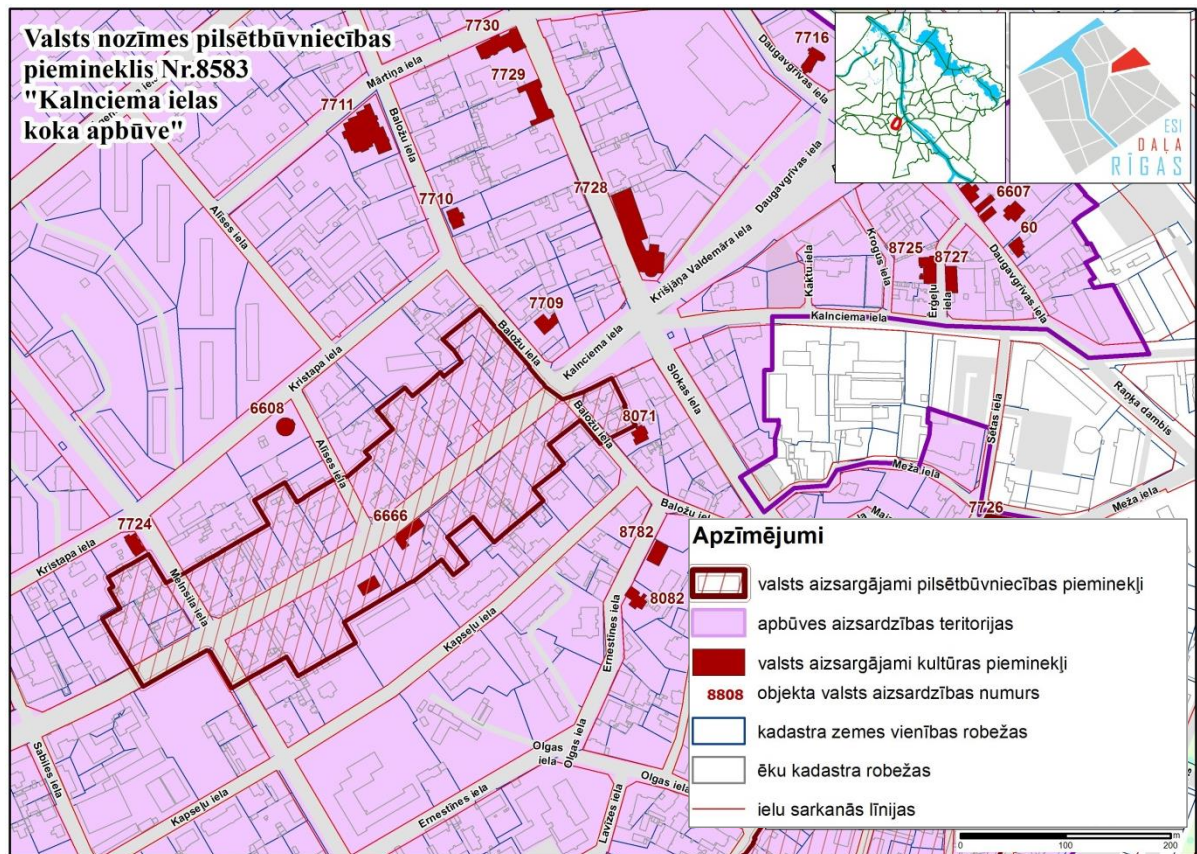 Valsts nozīmes pilsētbūvniecības
piemineklis Nr.8583
"Kalnciema ielas
koka apbūve"
7730
7729
7711
Mārtiņa iela
Baložu iela
7716
Daugavgrīvas iela
ESI
DAĻA
RĪGAS
Alīses iela
7710
7728
Daugavgrīvas iela
Krišjāņa Valdemāra iela
6607
60
8725
8727
Krogus iela
Kaktu iela
Ērģeļu iela
Daugavgrīvas iela
Kalnciema iela
7709
Baložu iela
Kalnciema iela
Kristapa iela
Slokas iela
Sētas iela
Raņķa dambis
6608
Alīses iela
8071
Baložu iela
Meža iela
Meža iela
7726
6666
7724
Kristapa iela
Melnsila iela
Baložu iela
8782
8082
Kapseļu iela
Ernestīnes iela
Sabiles iela
Kapseļu iela
Olgas
iela
Olgas iela
Olgas iela
Ernestīnes iela
Lavīzes iela
Apzīmējumi
valsts aizsargājami pilsētbūvniecības pieminekļi
apbūves aizsardzības teritorijas
valsts aizsargājami kultūras pieminekļi
8808 objekta valsts aizsardzības numurs
kadastra zemes vienības robežas
ēku kadastra robežas
ielu sarkanās līnijas
0 100 200
m